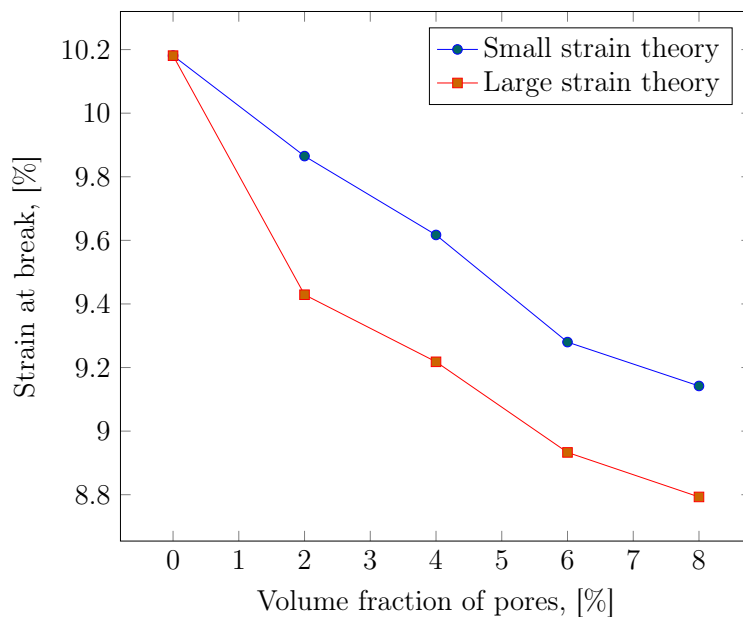 Small strain theory
Large strain theory
10.2
10
9.8
9.6
9.4
9.2
9
8.8
Strain at break, [%]
0 1 2 3 4 5 6 7 8
Volume fraction of pores, [%]